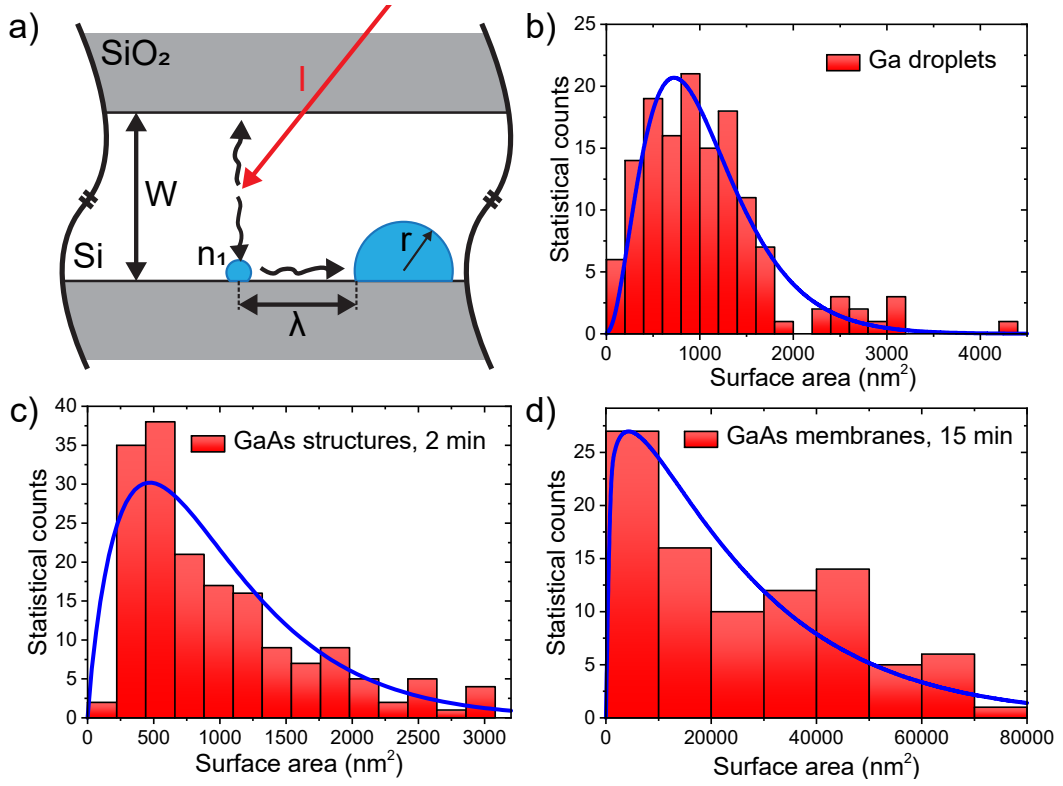 a)
SiO₂
I
W
Si
n₁
r
λ
b)
Statistical counts
25
20
15
10
5
0
Ga droplets
0 1000 2000 3000 4000
Surface area (nm²)
c)
Statistical counts
40
35
30
25
20
15
10
5
0
GaAs structures, 2 min
0 500 1000 1500 2000 2500 3000
Surface area (nm²)
d)
Statistical counts
25
20
15
10
5
0
GaAs membranes, 15 min
0 20000 40000 60000 80000
Surface area (nm²)